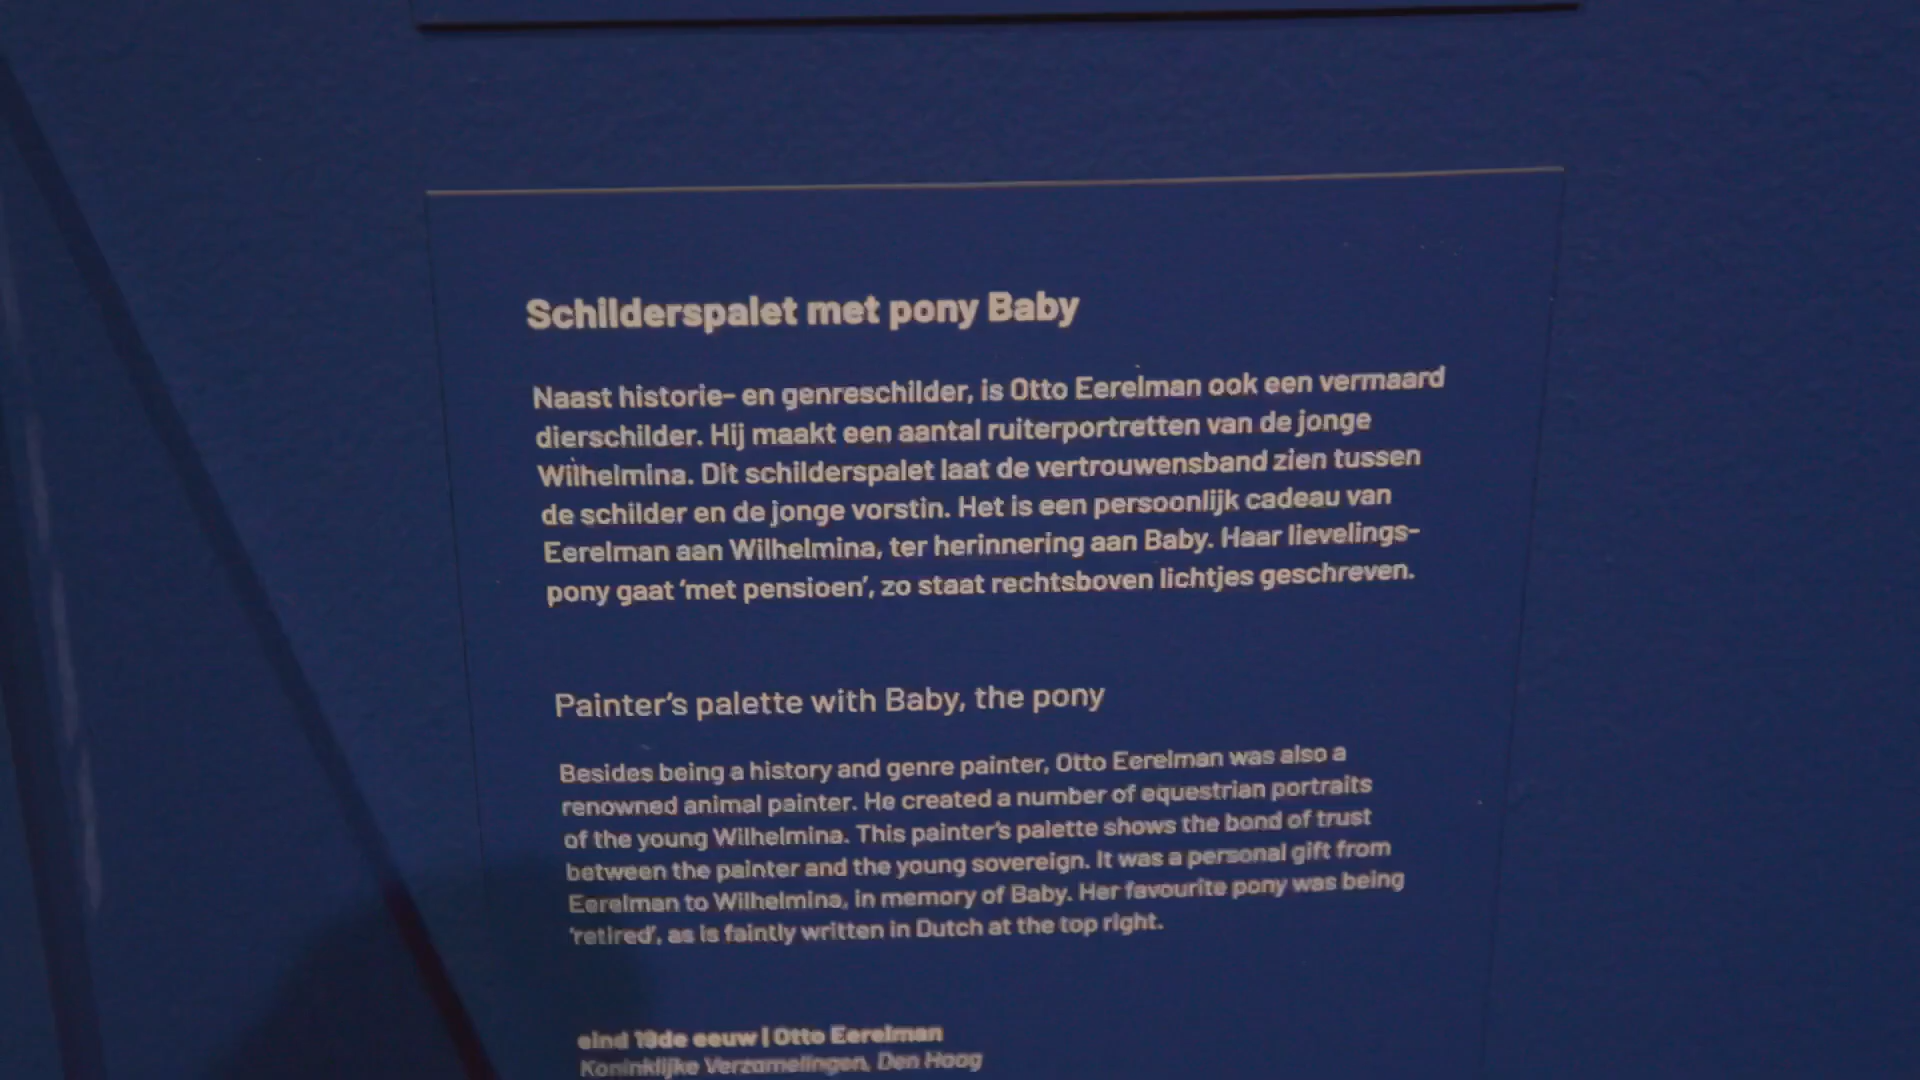 Schilderspalet met pony Baby
Naast historie- en genreschilder, is Otto Eerelman ook een vermaard
dierschilder. Hij maakt een aantal ruiterportretten van de jonge
Wilhelmina. Dit schilderspalet laat de vertrouwensband zien tussen
de schilder en de jonge vorstin. Het is een persoonlijk cadeau van
Eerelman aan Wilhelmina, ter herinnering aan Baby. Haar lievelings-
pony gaat ‘met pensioen’, zo staat rechtsboven lichtjes geschreven.
Painter’s palette with Baby, the pony
Besides being a history and genre painter, Otto Eerelman was also a
renowned animal painter. He created a number of equestrian portraits
of the young Wilhelmina. This painter’s palette shows the bond of trust
between the painter and the young sovereign. It was a personal gift from
Eerelman to Wilhelmina, in memory of Baby. Her favourite pony was being
‘retired’, as is faintly written in Dutch at the top right.
eind 19de eeuw | Otto Eerelman
Koninklijke Verzamelingen, Den Haag